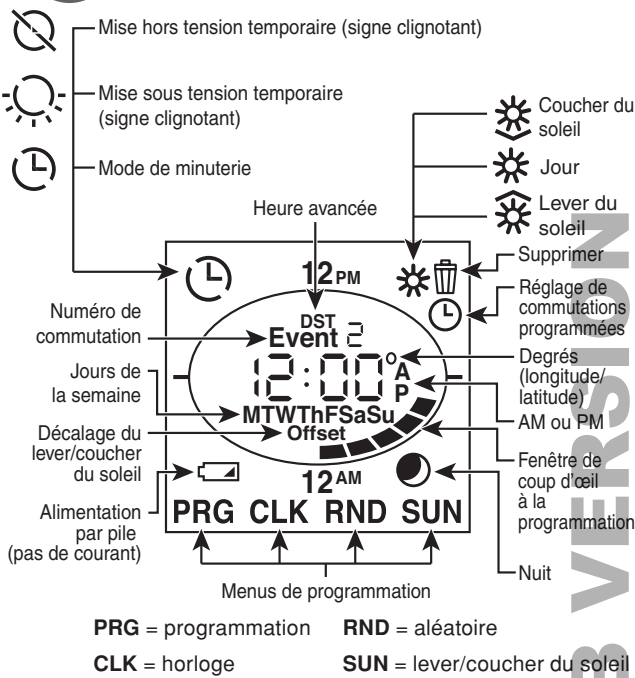 Mise hors tension temporaire (signe clignotant)
Mise sous tension temporaire
(signe clignotant)
Mode de minuterie
Coucher du
soleil
Jour
Lever du
soleil
Heure avancée
Supprimer
Réglage de
commutations
programmées
Degrés
(longitude/
latitude)
AM ou PM
Fenêtre de
coup d'œil
à la
programmation
Nuit
Numéro de
commutation
Jours de
la semaine
Décalage du
lever/coucher
du soleil
Alimentation
par pile
(pas de courant)
12 PM
DST
Event 2
12:00°
A
P
MTWThFSaSu
Offset
12 AM
PRG CLK RND SUN
Menus de programmation
PRG = programmation
RND = aléatoire
CLK = horloge
SUN = lever/coucher du soleil
VERSION